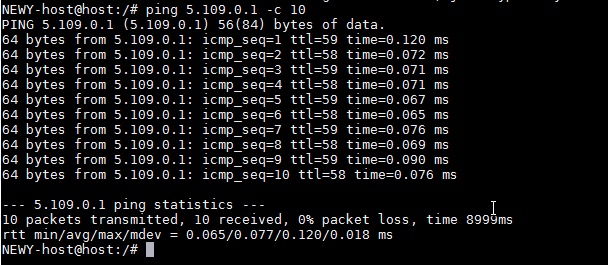 NEWY-host@host:/# ping 5.109.0.1 -c 10
PING 5.109.0.1 (5.109.0.1) 56(84) bytes of data.
64 bytes from 5.109.0.1: icmp_seq=1 ttl=59 time=0.120 ms
64 bytes from 5.109.0.1: icmp_seq=2 ttl=58 time=0.072 ms
64 bytes from 5.109.0.1: icmp_seq=3 ttl=59 time=0.071 ms
64 bytes from 5.109.0.1: icmp_seq=4 ttl=58 time=0.071 ms
64 bytes from 5.109.0.1: icmp_seq=5 ttl=59 time=0.067 ms
64 bytes from 5.109.0.1: icmp_seq=6 ttl=58 time=0.065 ms
64 bytes from 5.109.0.1: icmp_seq=7 ttl=59 time=0.076 ms
64 bytes from 5.109.0.1: icmp_seq=8 ttl=58 time=0.069 ms
64 bytes from 5.109.0.1: icmp_seq=9 ttl=59 time=0.090 ms
64 bytes from 5.109.0.1: icmp_seq=10 ttl=58 time=0.076 ms
--- 5.109.0.1 ping statistics ---
10 packets transmitted, 10 received, 0% packet loss, time 8999ms
rtt min/avg/max/mdev = 0.065/0.077/0.120/0.018 ms
NEWY-host@host:/#